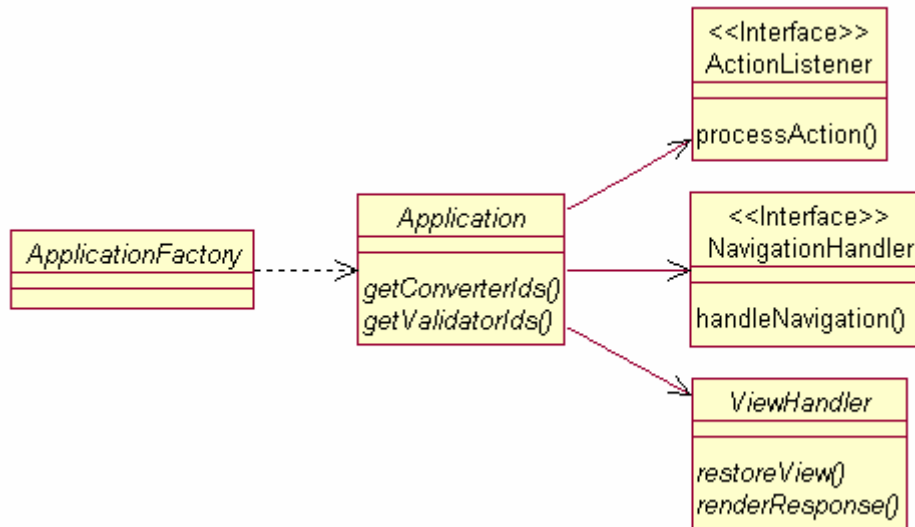 <<Interface>>
ActionListener
processAction()
Application
getConverterIds()
getValidatorIds()
ApplicationFactory
<<Interface>>
NavigationHandler
handleNavigation()
ViewHandler
restoreView()
renderResponse()